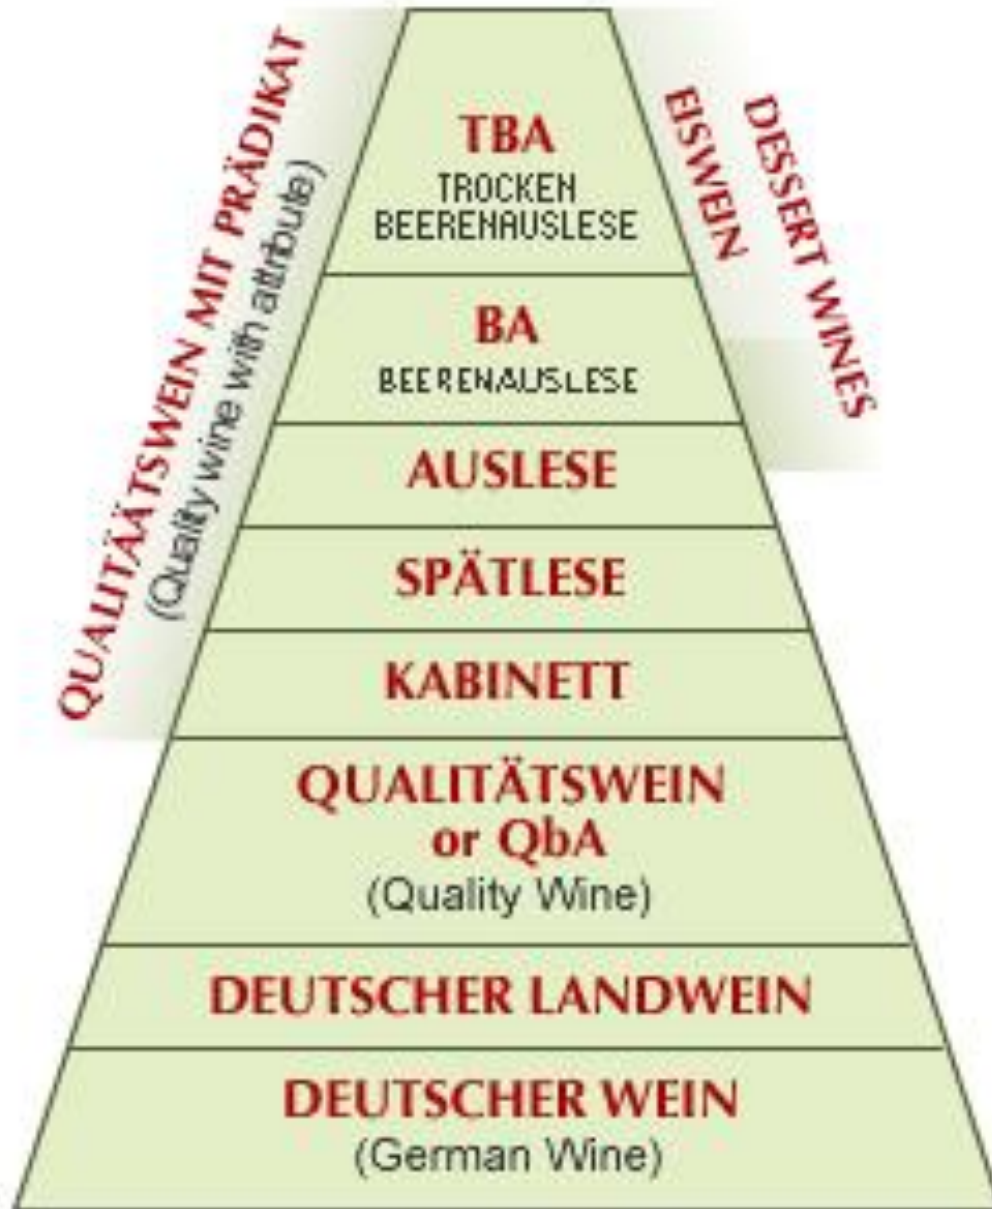 QUALITÄÄTSWEIN MIT PRÄDIKAT
(Quality wine with attribute)
EISWEIN
DESSERT WINES
TBA
TROCKEN
BEERENAUSLESE
BA
BEERENAUSLESE
AUSLESE
SPÄTLESE
KABINETT
QUALITÄTSWEIN
or QbA
(Quality Wine)
DEUTSCHER LANDWEIN
DEUTSCHER WEIN
(German Wine)